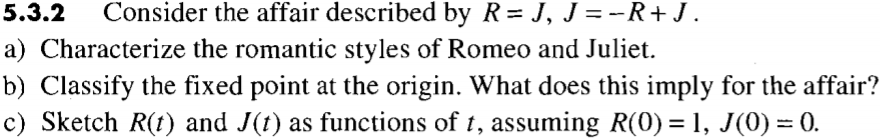 5.3.2 Consider the affair described by R = J, J = -R + J.
a) Characterize the romantic styles of Romeo and Juliet.
b) Classify the fixed point at the origin. What does this imply for the affair?
c) Sketch R(t) and J(t) as functions of t, assuming R(0) = 1, J(0) = 0.